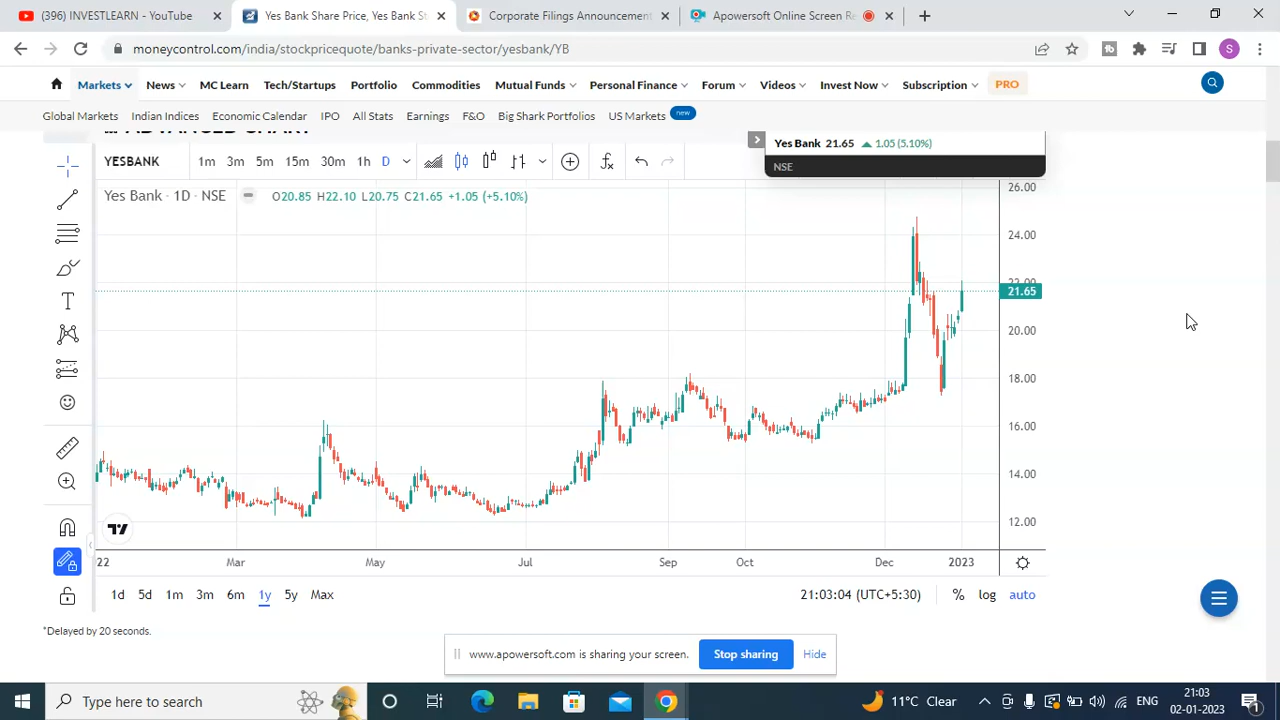 (396) INVESTLEARN - YouTube
Yes Bank Share Price, Yes Bank St
Corporate Filings Announcement
Apowersoft Online Screen Re
moneycontrol.com/india/stockpricequote/banks-private-sector/yesbank/YB
S
Markets News MC Learn Tech/Startups Portfolio Commodities Mutual Funds Personal Finance Forum Videos Invest Now Subscription PRO
Global Markets Indian Indices Economic Calendar IPO All Stats Earnings F&O Big Shark Portfolios US Markets new
ADVANCED CHART
Yes Bank 21.65 1.05 (5.10%)
NSE
YESBANK 1m 3m 5m 15m 30m 1h D
Yes Bank · 1D · NSE O20.85 H22.10 L20.75 C21.65 +1.05 (+5.10%)
26.00
24.00
22.00
21.65
20.00
18.00
16.00
14.00
12.00
22 Mar May Jul Sep Oct Dec 2023
1d 5d 1m 3m 6m 1y 5y Max 21:03:04 (UTC+5:30) % log auto
*Delayed by 20 seconds.
www.apowersoft.com is sharing your screen. Stop sharing Hide
Type here to search
11°C Clear
ENG
21:03
02-01-2023
1